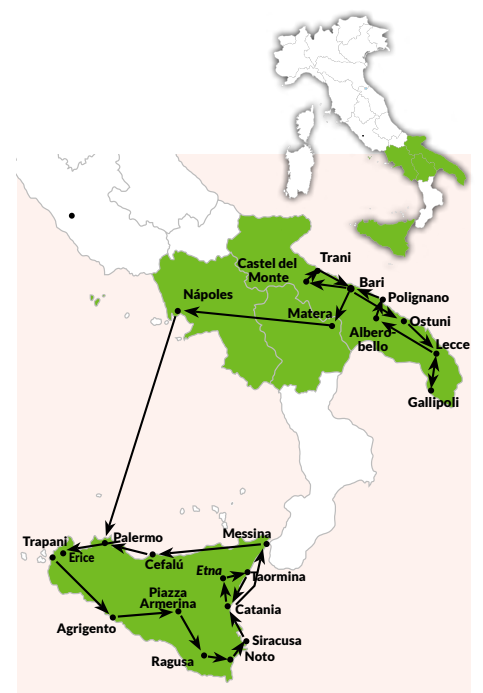 Trani
Castel del
Monte
Bari
Nápoles
Polignano
Matera
Ostuni
Albero-
bello
Lecce
Gallipoli
Messina
Palermo
Trapani
Erice
Cefalú
Etna
Taormina
Piazza
Armerina
Catania
Agrigento
Siracusa
Ragusa
Noto